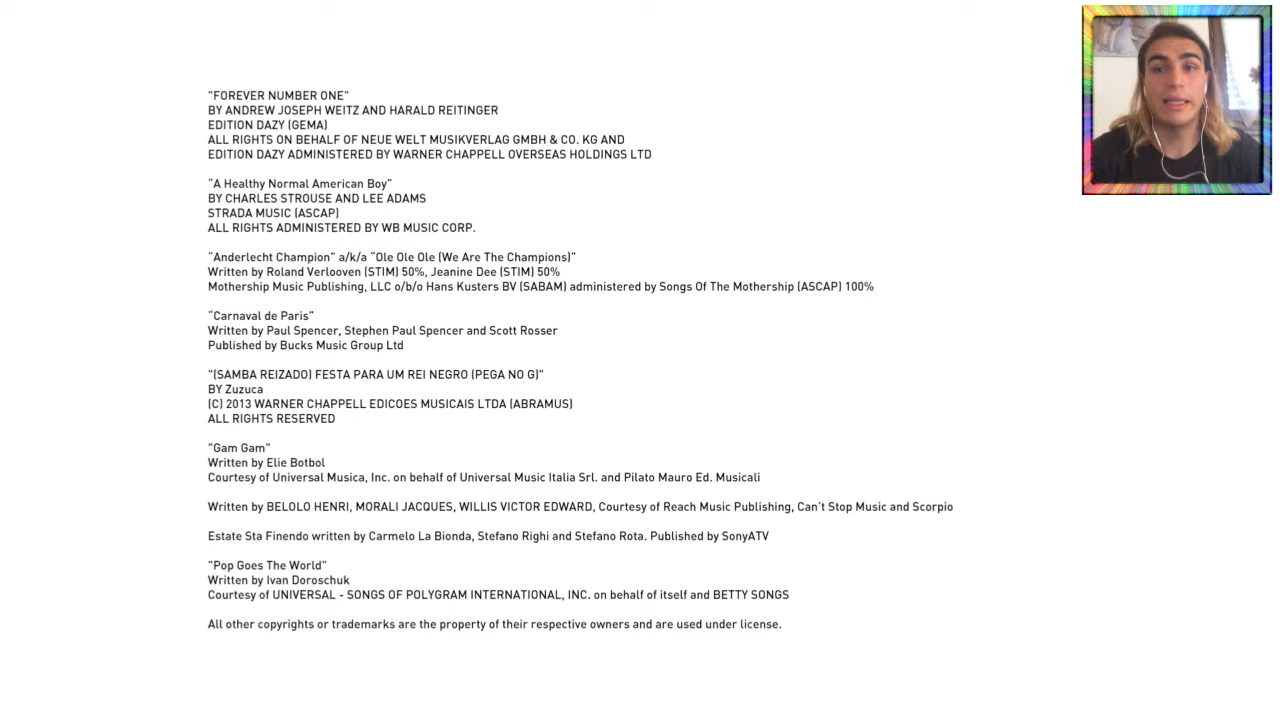 "FOREVER NUMBER ONE"
BY ANDREW JOSEPH WEITZ AND HARALD REITINGER
EDITION DAZY (GEMA)
ALL RIGHTS ON BEHALF OF NEUE WELT MUSIKVERLAG GMBH & CO. KG AND
EDITION DAZY ADMINISTERED BY WARNER CHAPPELL OVERSEAS HOLDINGS LTD
“A Healthy Normal American Boy”
BY CHARLES STROUSE AND LEE ADAMS
STRADA MUSIC (ASCAP)
ALL RIGHTS ADMINISTERED BY WB MUSIC CORP.
“Anderlecht Champion” a/k/a “Ole Ole Ole (We Are The Champions)”
Written by Roland Verlooven (STIM) 50%, Jeanine Dee (STIM) 50%
Mothership Music Publishing, LLC o/b/o Hans Kusters BV (SABAM) administered by Songs Of The Mothership (ASCAP) 100%
“Carnaval de Paris”
Written by Paul Spencer, Stephen Paul Spencer and Scott Rosser
Published by Bucks Music Group Ltd
"(SAMBA REIZADO) FESTA PARA UM REI NEGRO (PEGA NO G)"
BY Zuzuca
(C) 2013 WARNER CHAPPELL EDICOES MUSICAIS LTDA (ABRAMUS)
ALL RIGHTS RESERVED
"Gam Gam"
Written by Elie Botbol
Courtesy of Universal Musica, Inc. on behalf of Universal Music Italia Srl. and Pilato Mauro Ed. Musicali
Written by BELOLO HENRI, MORALI JACQUES, WILLIS VICTOR EDWARD, Courtesy of Reach Music Publishing, Can't Stop Music and Scorpio
Estate Sta Finendo written by Carmelo La Bionda, Stefano Righi and Stefano Rota. Published by SonyATV
"Pop Goes The World"
Written by Ivan Doroschuk
Courtesy of UNIVERSAL - SONGS OF POLYGRAM INTERNATIONAL, INC. on behalf of itself and BETTY SONGS
All other copyrights or trademarks are the property of their respective owners and are used under license.